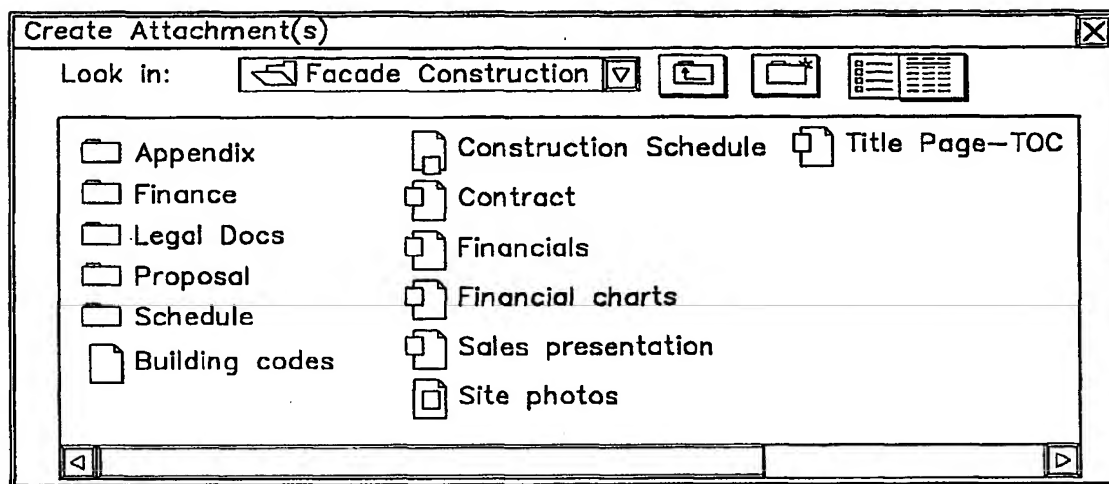 Create Attachment(s)
Look in: Facade Construction
Appendix
Finance
Legal Docs
Proposal
Schedule
Building codes
Construction Schedule
Contract
Financials
Financial charts
Sales presentation
Site photos
Title Page-TOC